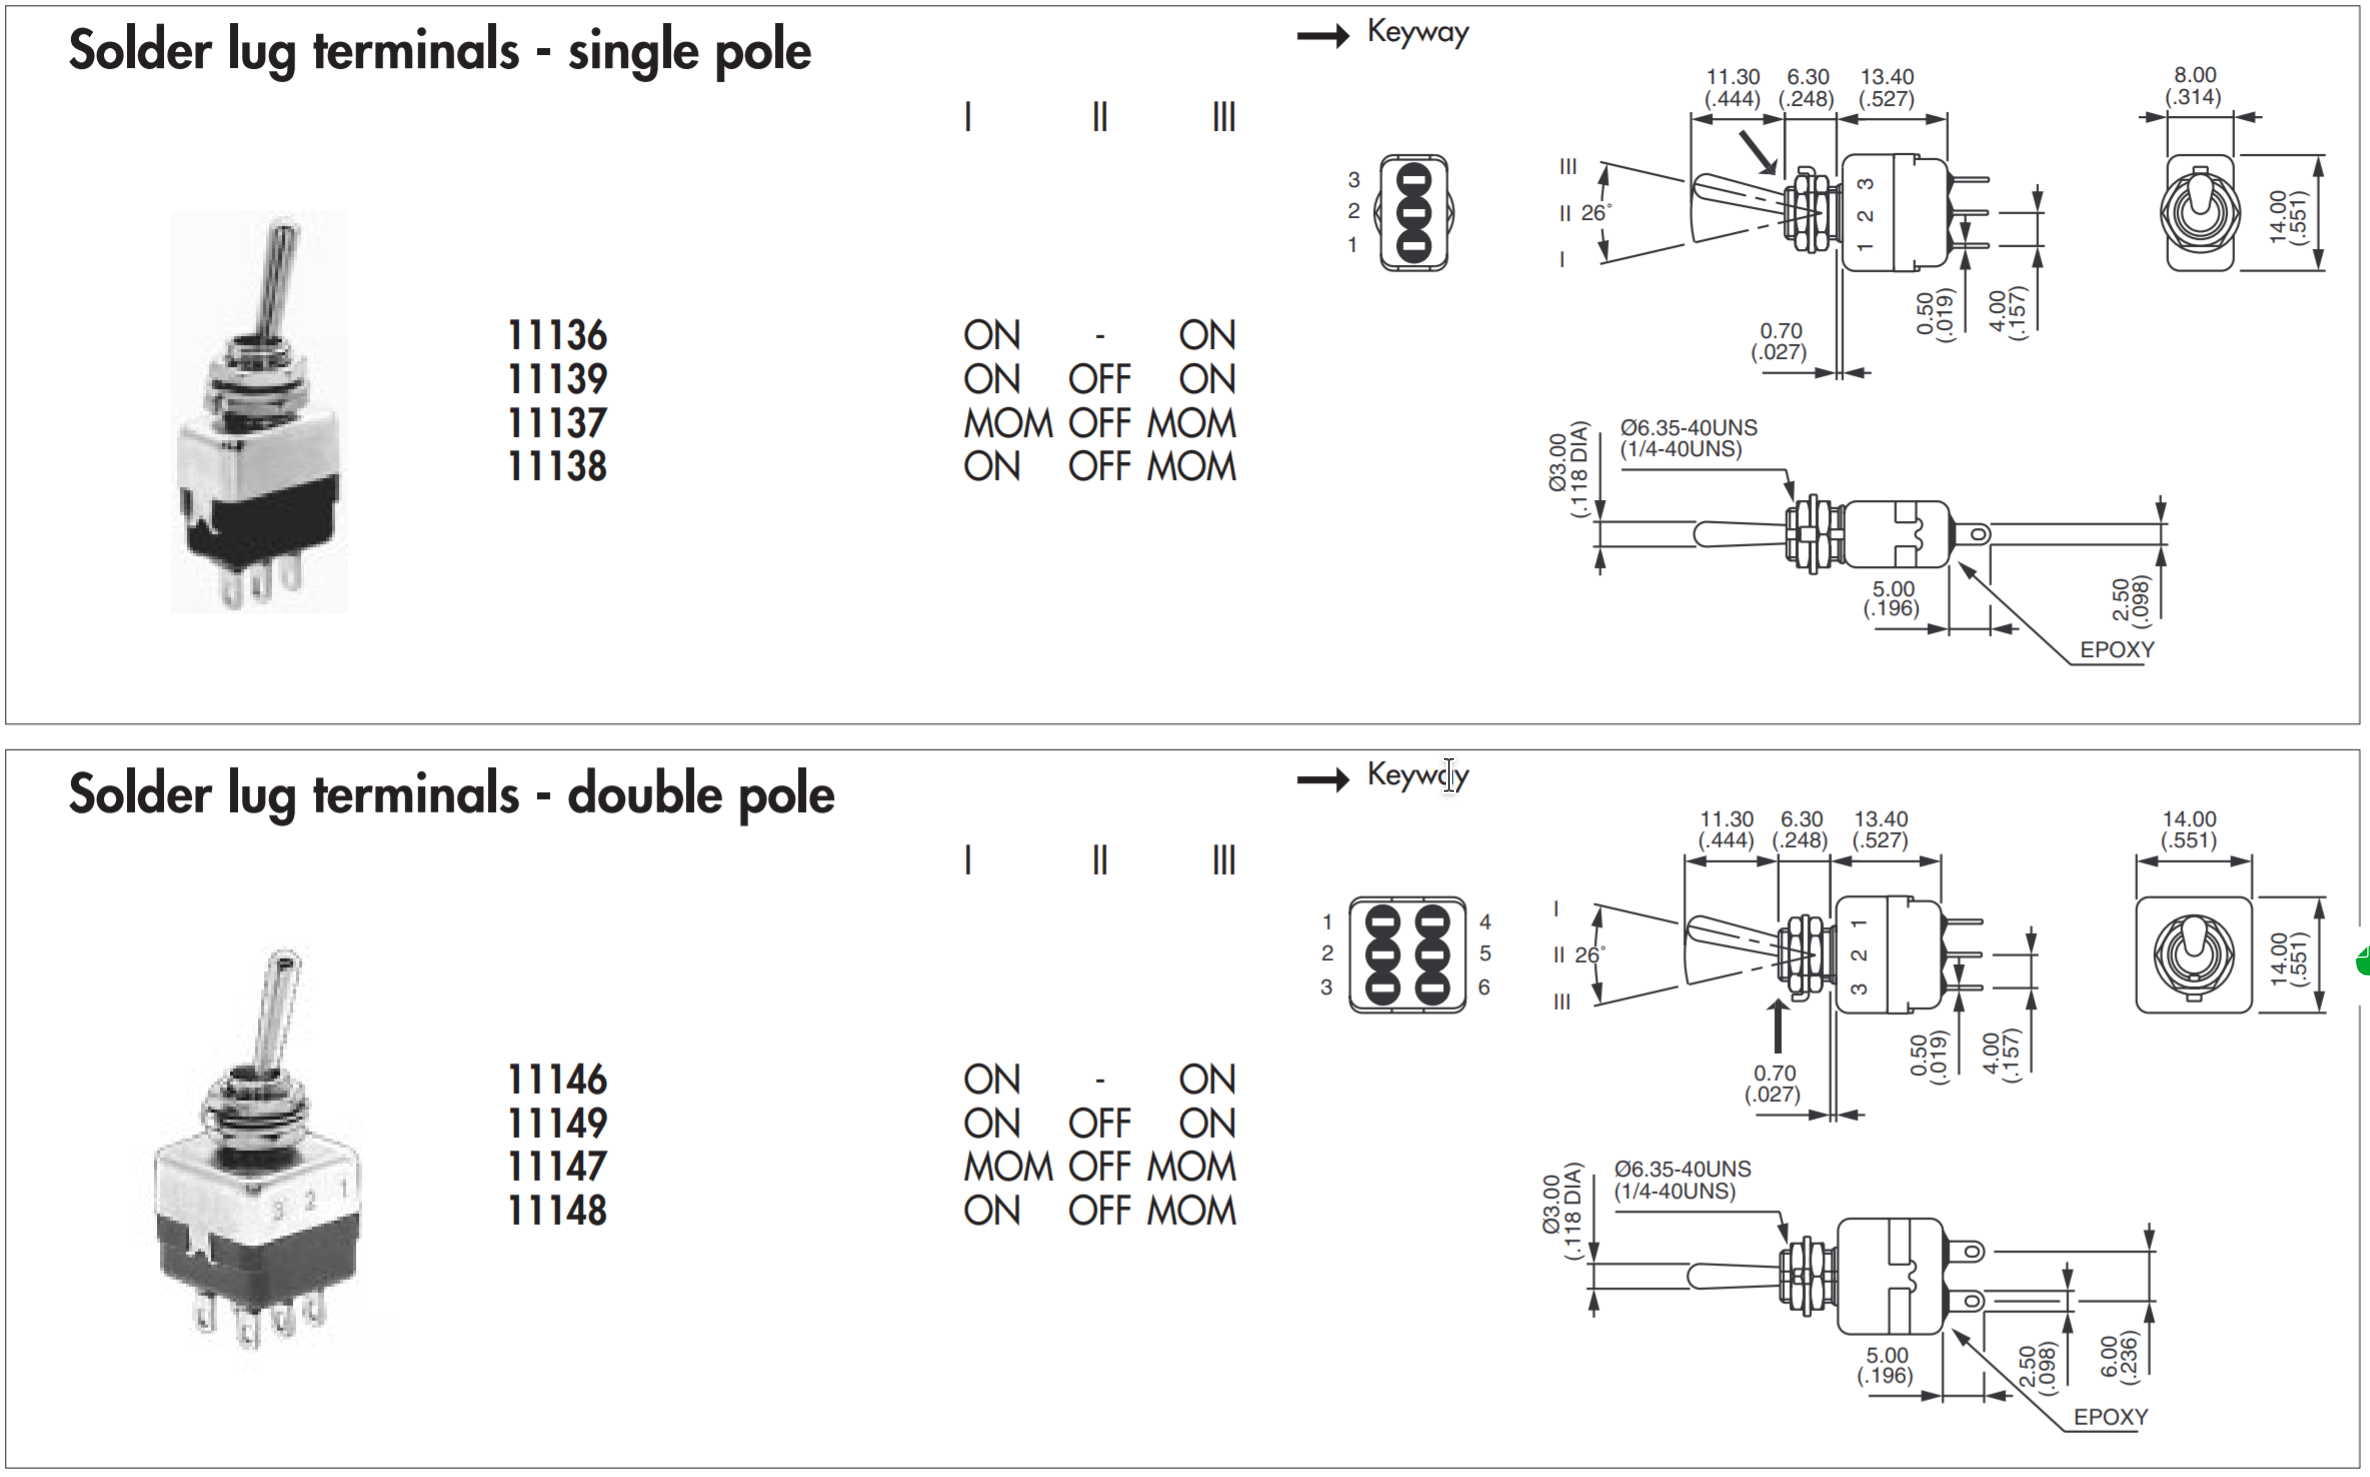 Solder lug terminals - single pole
Keyway
I II III
11136 ON - ON
11139 ON OFF ON
11137 MOM OFF MOM
11138 ON OFF MOM
3
2
1
11.30 6.30 13.40
(.444) (.248) (.527)
III
II 26°
I
3
2
1
0.70
(.027)
0.50
(.019)
4.00
(.157)
8.00
(.314)
14.00
(.551)
Ø3.00
(.118 DIA)
Ø6.35-40UNS
(1/4-40UNS)
5.00
(.196)
2.50
(.098)
EPOXY
Solder lug terminals - double pole
Keyway
I II III
11146 ON - ON
11149 ON OFF ON
11147 MOM OFF MOM
11148 ON OFF MOM
3 2 1
1 4
2 5
3 6
11.30 6.30 13.40
(.444) (.248) (.527)
I
II 26°
III
1
2
3
0.70
(.027)
0.50
(.019)
4.00
(.157)
14.00
(.551)
14.00
(.551)
Ø3.00
(.118 DIA)
Ø6.35-40UNS
(1/4-40UNS)
5.00
(.196)
2.50
(.098)
6.00
(.236)
EPOXY